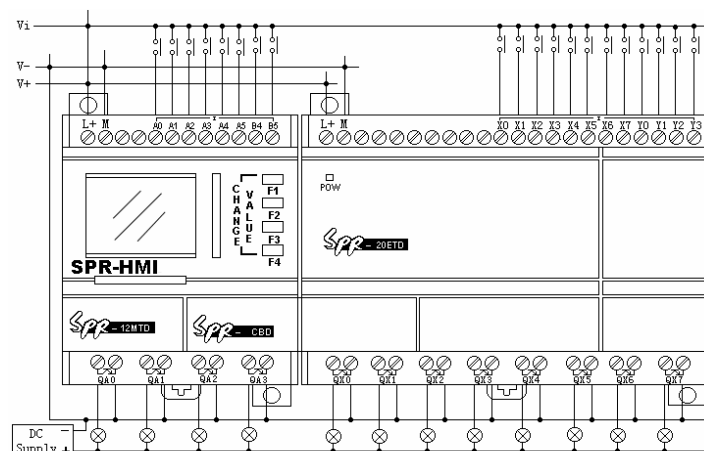 Vi
V-
V+
L+ M A0 A1 A2 A3 A4 A5 B4 B5 L+ M X0 X1 X2 X3 X4 X5 X6 X7 Y0 Y1 Y2 Y3
POW
CHANGE
VALUE
F1
F2
F3
F4
SPR-HMI
SPR-20ETD
SPR-12MTD
SPR-CBD
QA0 QA1 QA2 QA3 QX0 QX1 QX2 QX3 QX4 QX5 QX6 QX7
DC -
Supply +